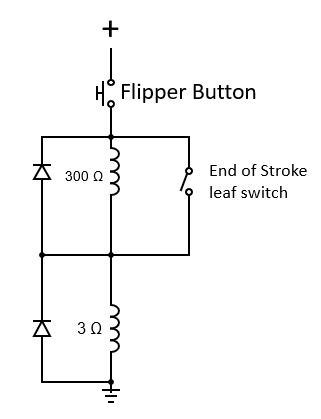 +
Flipper Button
300 Ω
End of Stroke
leaf switch
3 Ω